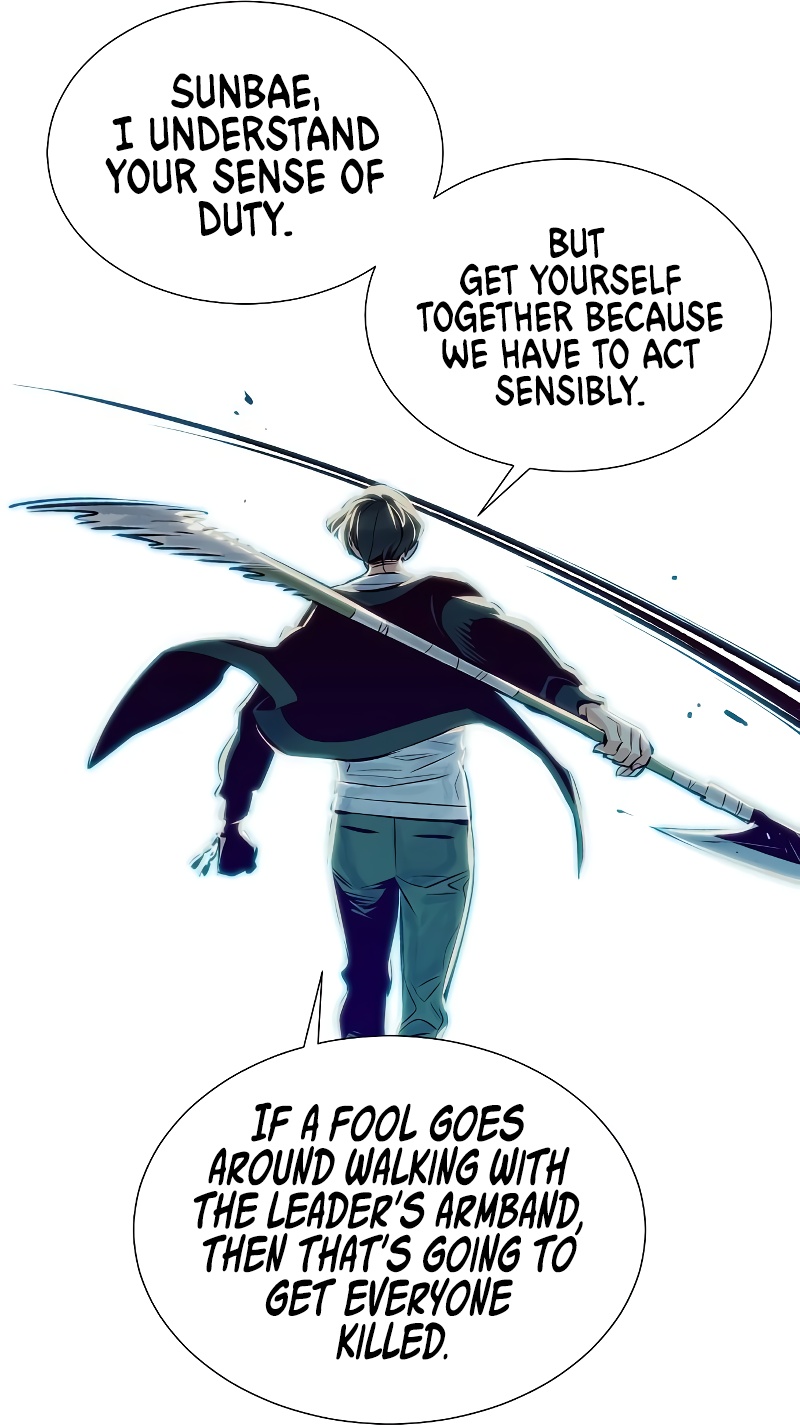 SUNBAE,
I UNDERSTAND
YOUR SENSE OF
DUTY.
BUT
GET YOURSELF
TOGETHER BECAUSE
WE HAVE TO ACT
SENSIBLY.
IF A FOOL GOES
AROUND WALKING WITH
THE LEADER'S ARMBAND,
THEN THAT'S GOING TO
GET EVERYONE
KILLED.